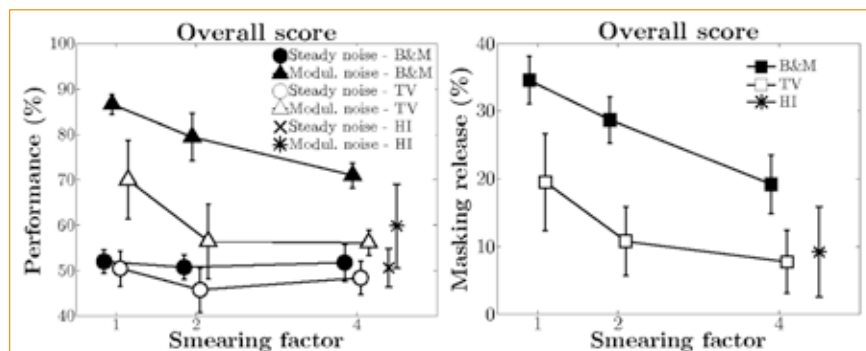 Overall score
100
90
80
70
60
50
40
Performance (%)
Steady noise - B&M
Modul. noise - B&M
Steady noise - TV
Modul. noise - TV
Steady noise - HI
Modul. noise - HI
1 2 4
Smearing factor
Overall score
40
30
20
10
0
Masking release (%)
B&M
TV
HI
1 2 4
Smearing factor